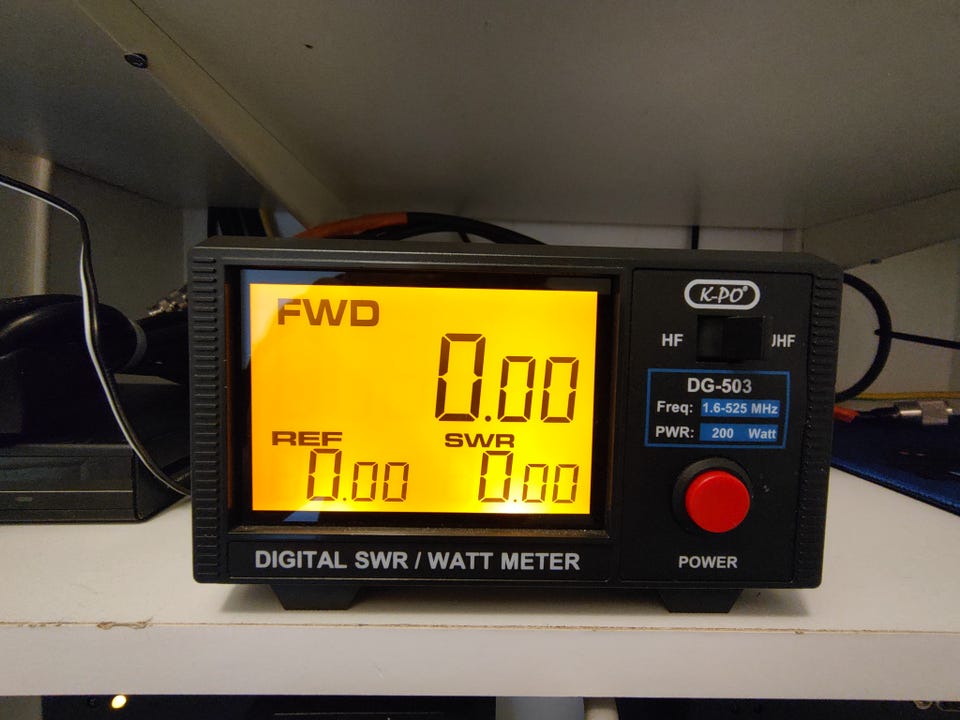 FWD
0.00
REF SWR
0.00 0.00
DIGITAL SWR / WATT METER
K-PO®
HF
DG-503
Freq: 1.6-525 MHz
PWR: 200 Watt
POWER